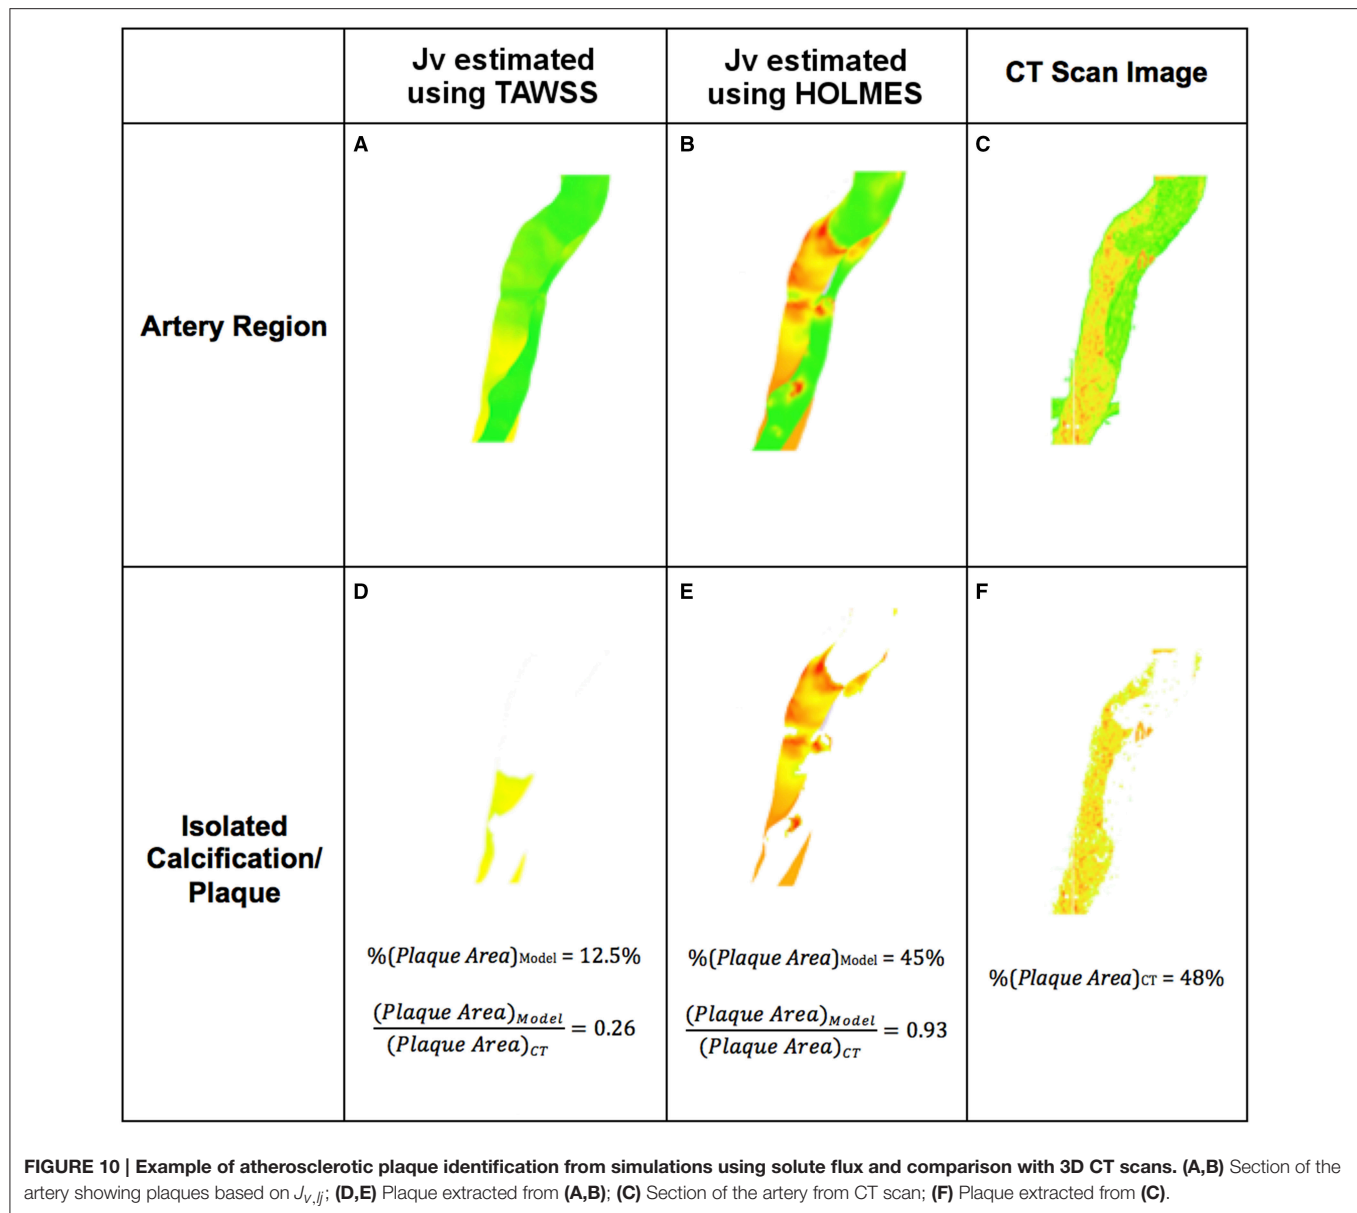 Jv estimated
using TAWSS
Jv estimated
using HOLMES
CT Scan Image
A
B
C
Artery Region
D
E
F
Isolated
Calcification/
Plaque
%(Plaque Area)Model = 12.5%
(Plaque Area)Model
= 0.26
(Plaque Area)CT
%(Plaque Area)Model = 45%
(Plaque Area)Model
= 0.93
(Plaque Area)CT
%(Plaque Area)CT = 48%
FIGURE 10 | Example of atherosclerotic plaque identification from simulations using solute flux and comparison with 3D CT scans. (A,B) Section of the
artery showing plaques based on Jv,lj; (D,E) Plaque extracted from (A,B); (C) Section of the artery from CT scan; (F) Plaque extracted from (C).